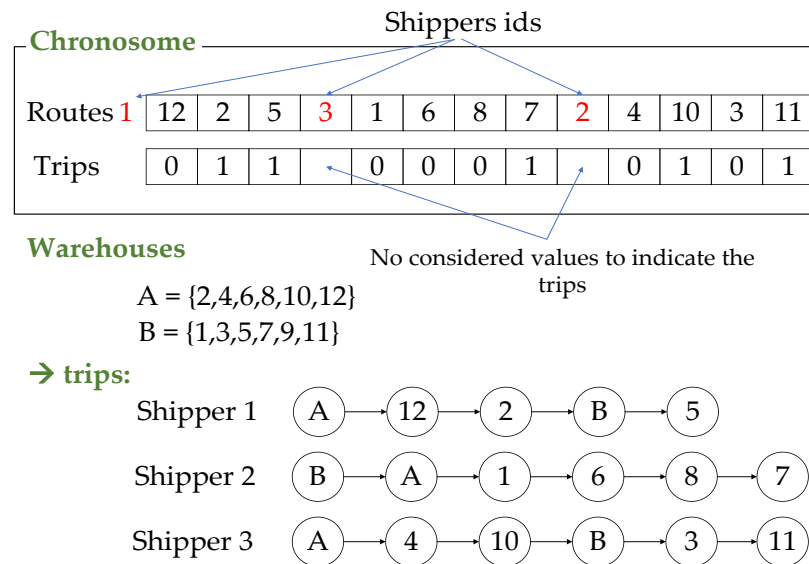 Shippers ids
Chronosome
Routes 1 12 2 5 3 1 6 8 7 2 4 10 3 11
Trips 0 1 1 0 0 0 1 0 1 0 1
No considered values to indicate the
trips
Warehouses
A = {2,4,6,8,10,12}
B = {1,3,5,7,9,11}
→ trips:
Shipper 1 A 12 2 B 5
Shipper 2 B A 1 6 8 7
Shipper 3 A 4 10 B 3 11